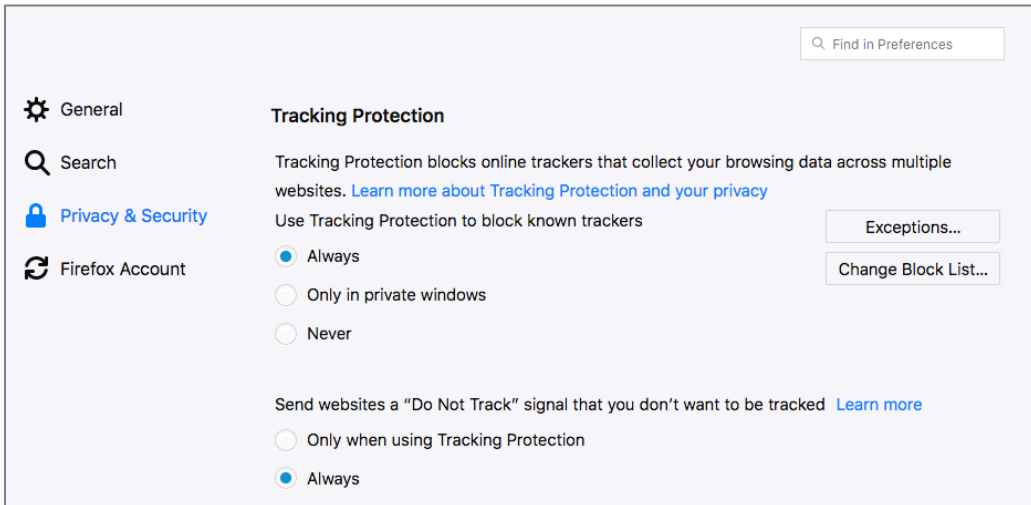 Find in Preferences
General
Search
Privacy & Security
Firefox Account
Tracking Protection
Tracking Protection blocks online trackers that collect your browsing data across multiple
websites. Learn more about Tracking Protection and your privacy
Use Tracking Protection to block known trackers
Exceptions...
Always
Change Block List...
Only in private windows
Never
Send websites a “Do Not Track” signal that you don’t want to be tracked Learn more
Only when using Tracking Protection
Always